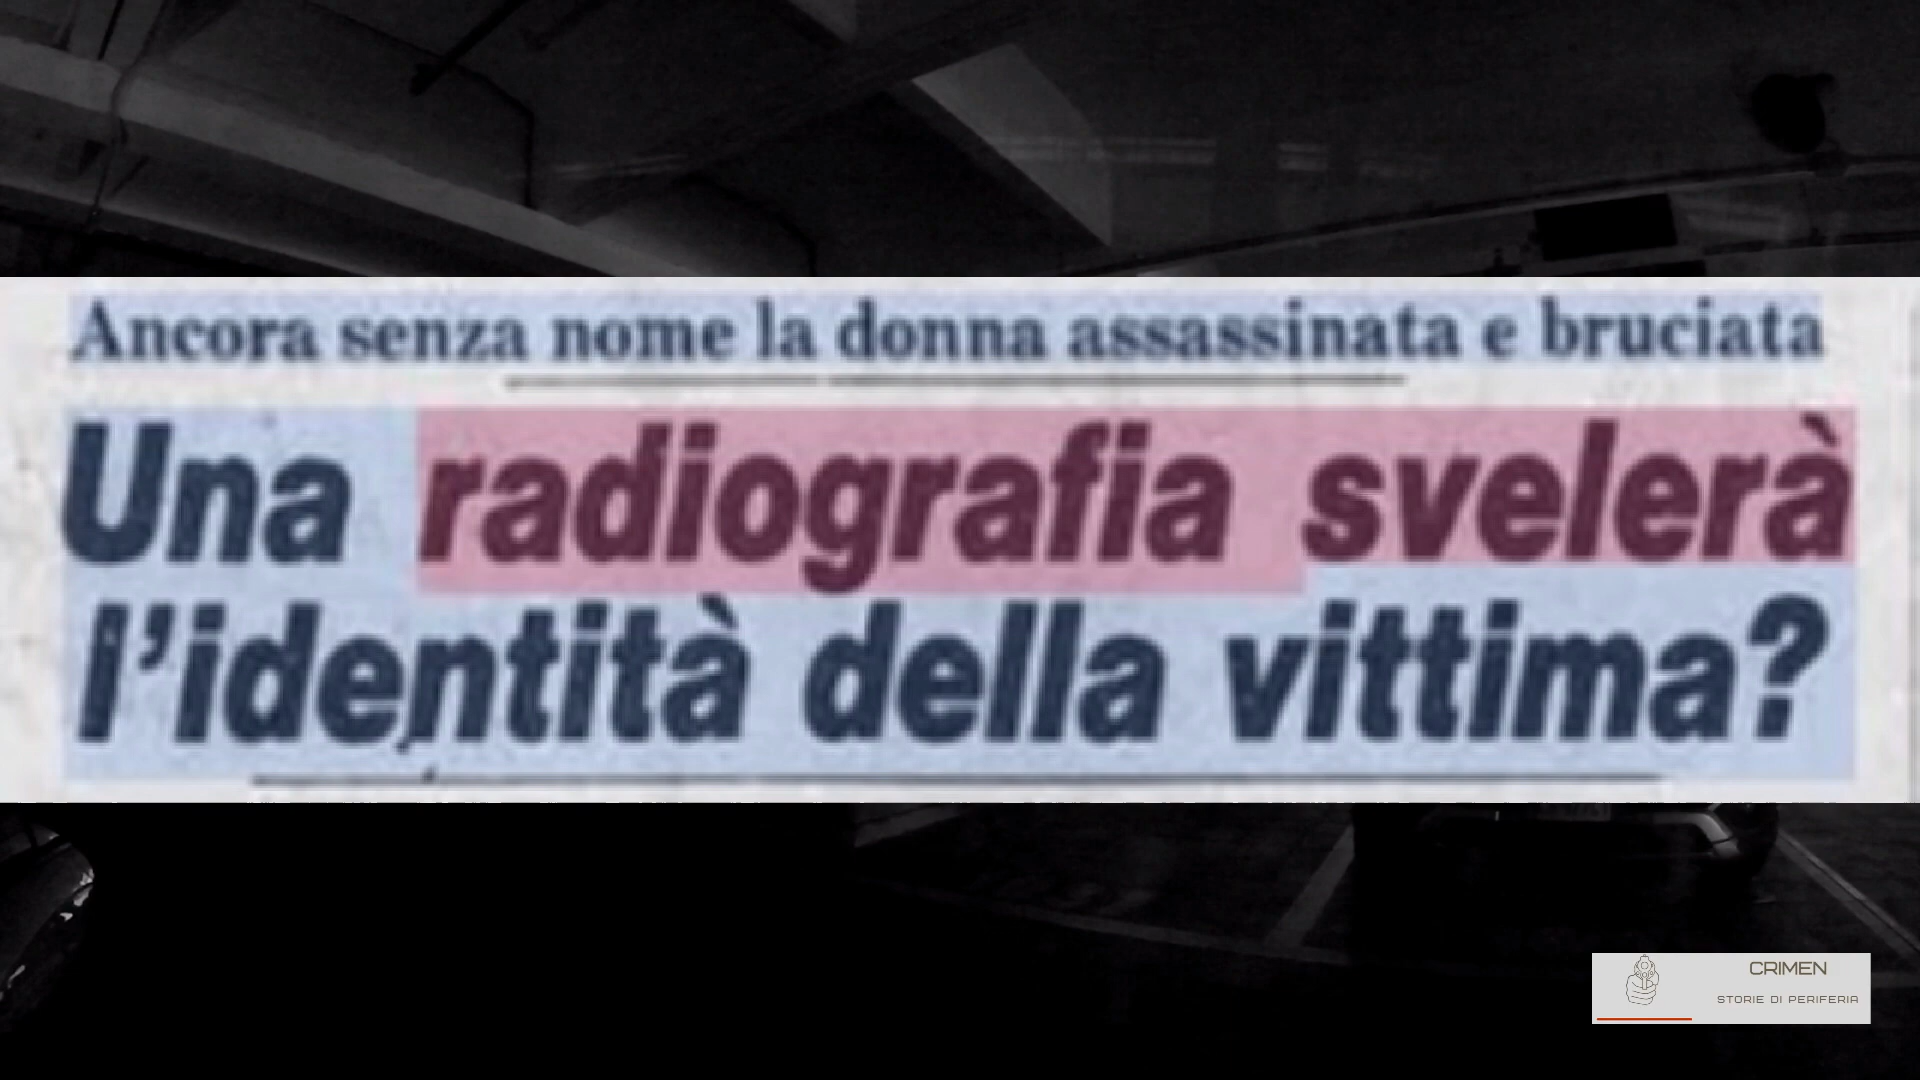 Ancora senza nome la donna assassinata e bruciata
Una radiografia svelerà
l'identità della vittima?
CRIMEN
STORIE DI PERIFERIA